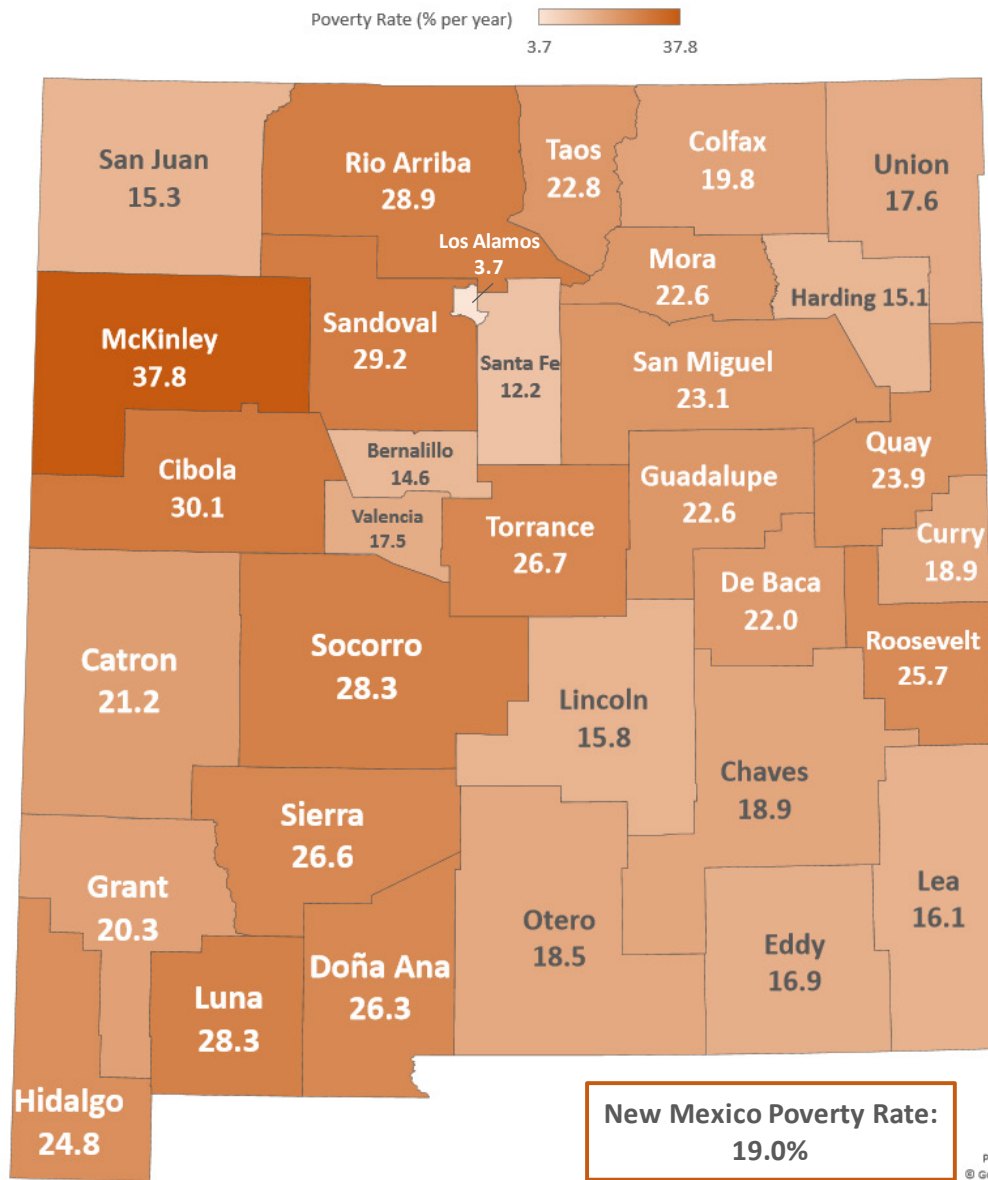 Poverty Rate (% per year)
3.7
37.8
San Juan
15.3
Rio Arriba
28.9
Taos
22.8
Colfax
19.8
Union
17.6
Los Alamos
3.7
Mora
22.6
Harding 15.1
McKinley
37.8
Sandoval
29.2
Santa Fe
12.2
San Miguel
23.1
Quay
23.9
Cibola
30.1
Bernalillo
14.6
Valencia
17.5
Torrance
26.7
Guadalupe
22.6
Curry
18.9
De Baca
22.0
Roosevelt
25.7
Catron
21.2
Socorro
28.3
Lincoln
15.8
Chaves
18.9
Sierra
26.6
Grant
20.3
Otero
18.5
Eddy
16.9
Lea
16.1
Luna
28.3
Doña Ana
26.3
Hidalgo
24.8
New Mexico Poverty Rate:
19.0%